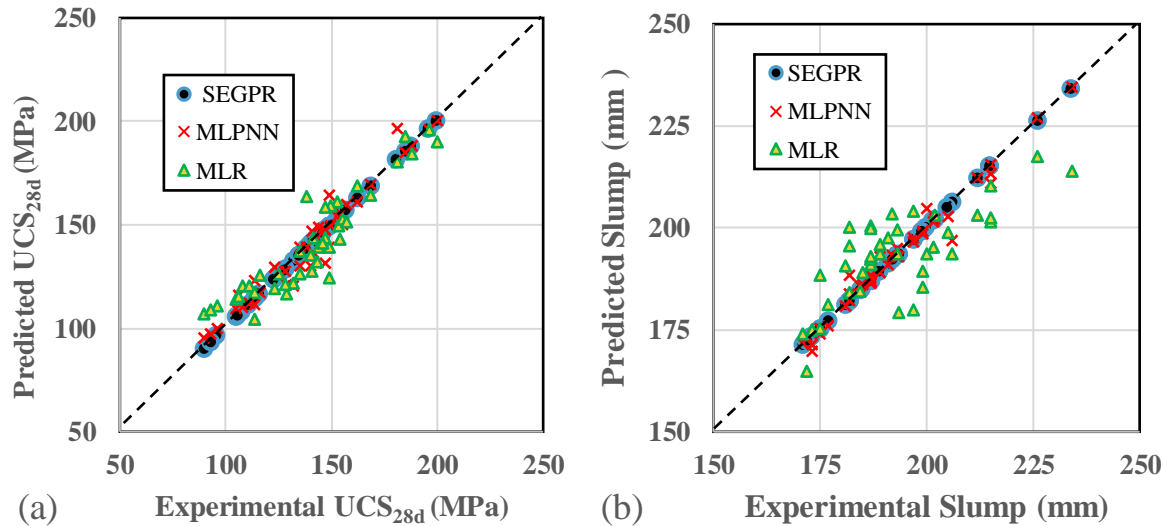 250
200
150
100
50
Predicted UCS28d (MPa)
SEGPR
MLPNN
MLR
50 100 150 200 250
(a) Experimental UCS28d (MPa)
250
225
200
175
150
Predicted Slump (mm )
SEGPR
MLPNN
MLR
150 175 200 225 250
(b) Experimental Slump (mm)